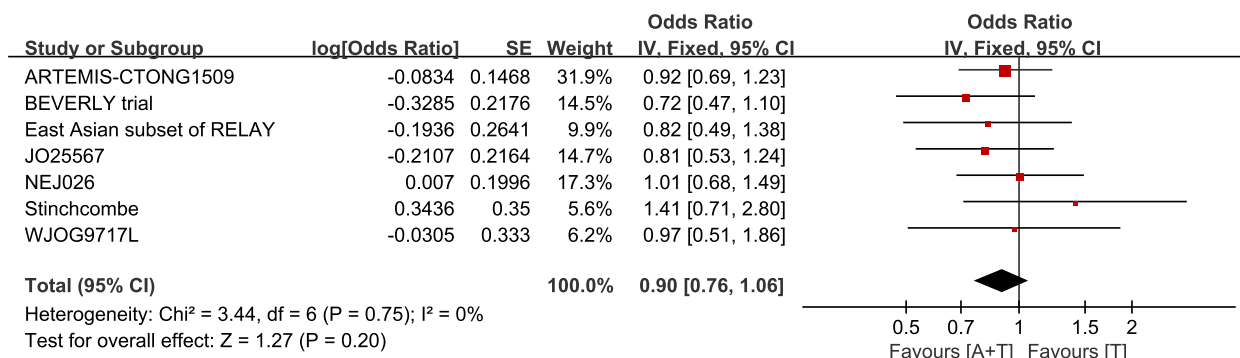 Odds Ratio Odds Ratio
Study or Subgroup log[Odds Ratio] SE Weight IV, Fixed, 95% CI IV, Fixed, 95% CI
ARTEMIS-CTONG1509 -0.0834 0.1468 31.9% 0.92 [0.69, 1.23]
BEVERLY trial -0.3285 0.2176 14.5% 0.72 [0.47, 1.10]
East Asian subset of RELAY -0.1936 0.2641 9.9% 0.82 [0.49, 1.38]
JO25567 -0.2107 0.2164 14.7% 0.81 [0.53, 1.24]
NEJ026 0.007 0.1996 17.3% 1.01 [0.68, 1.49]
Stinchcombe 0.3436 0.35 5.6% 1.41 [0.71, 2.80]
WJOG9717L -0.0305 0.333 6.2% 0.97 [0.51, 1.86]
Total (95% CI) 100.0% 0.90 [0.76, 1.06]
Heterogeneity: Chi² = 3.44, df = 6 (P = 0.75); I² = 0%
Test for overall effect: Z = 1.27 (P = 0.20)
0.5 0.7 1 1.5 2
Favours [A+T] Favours [T]